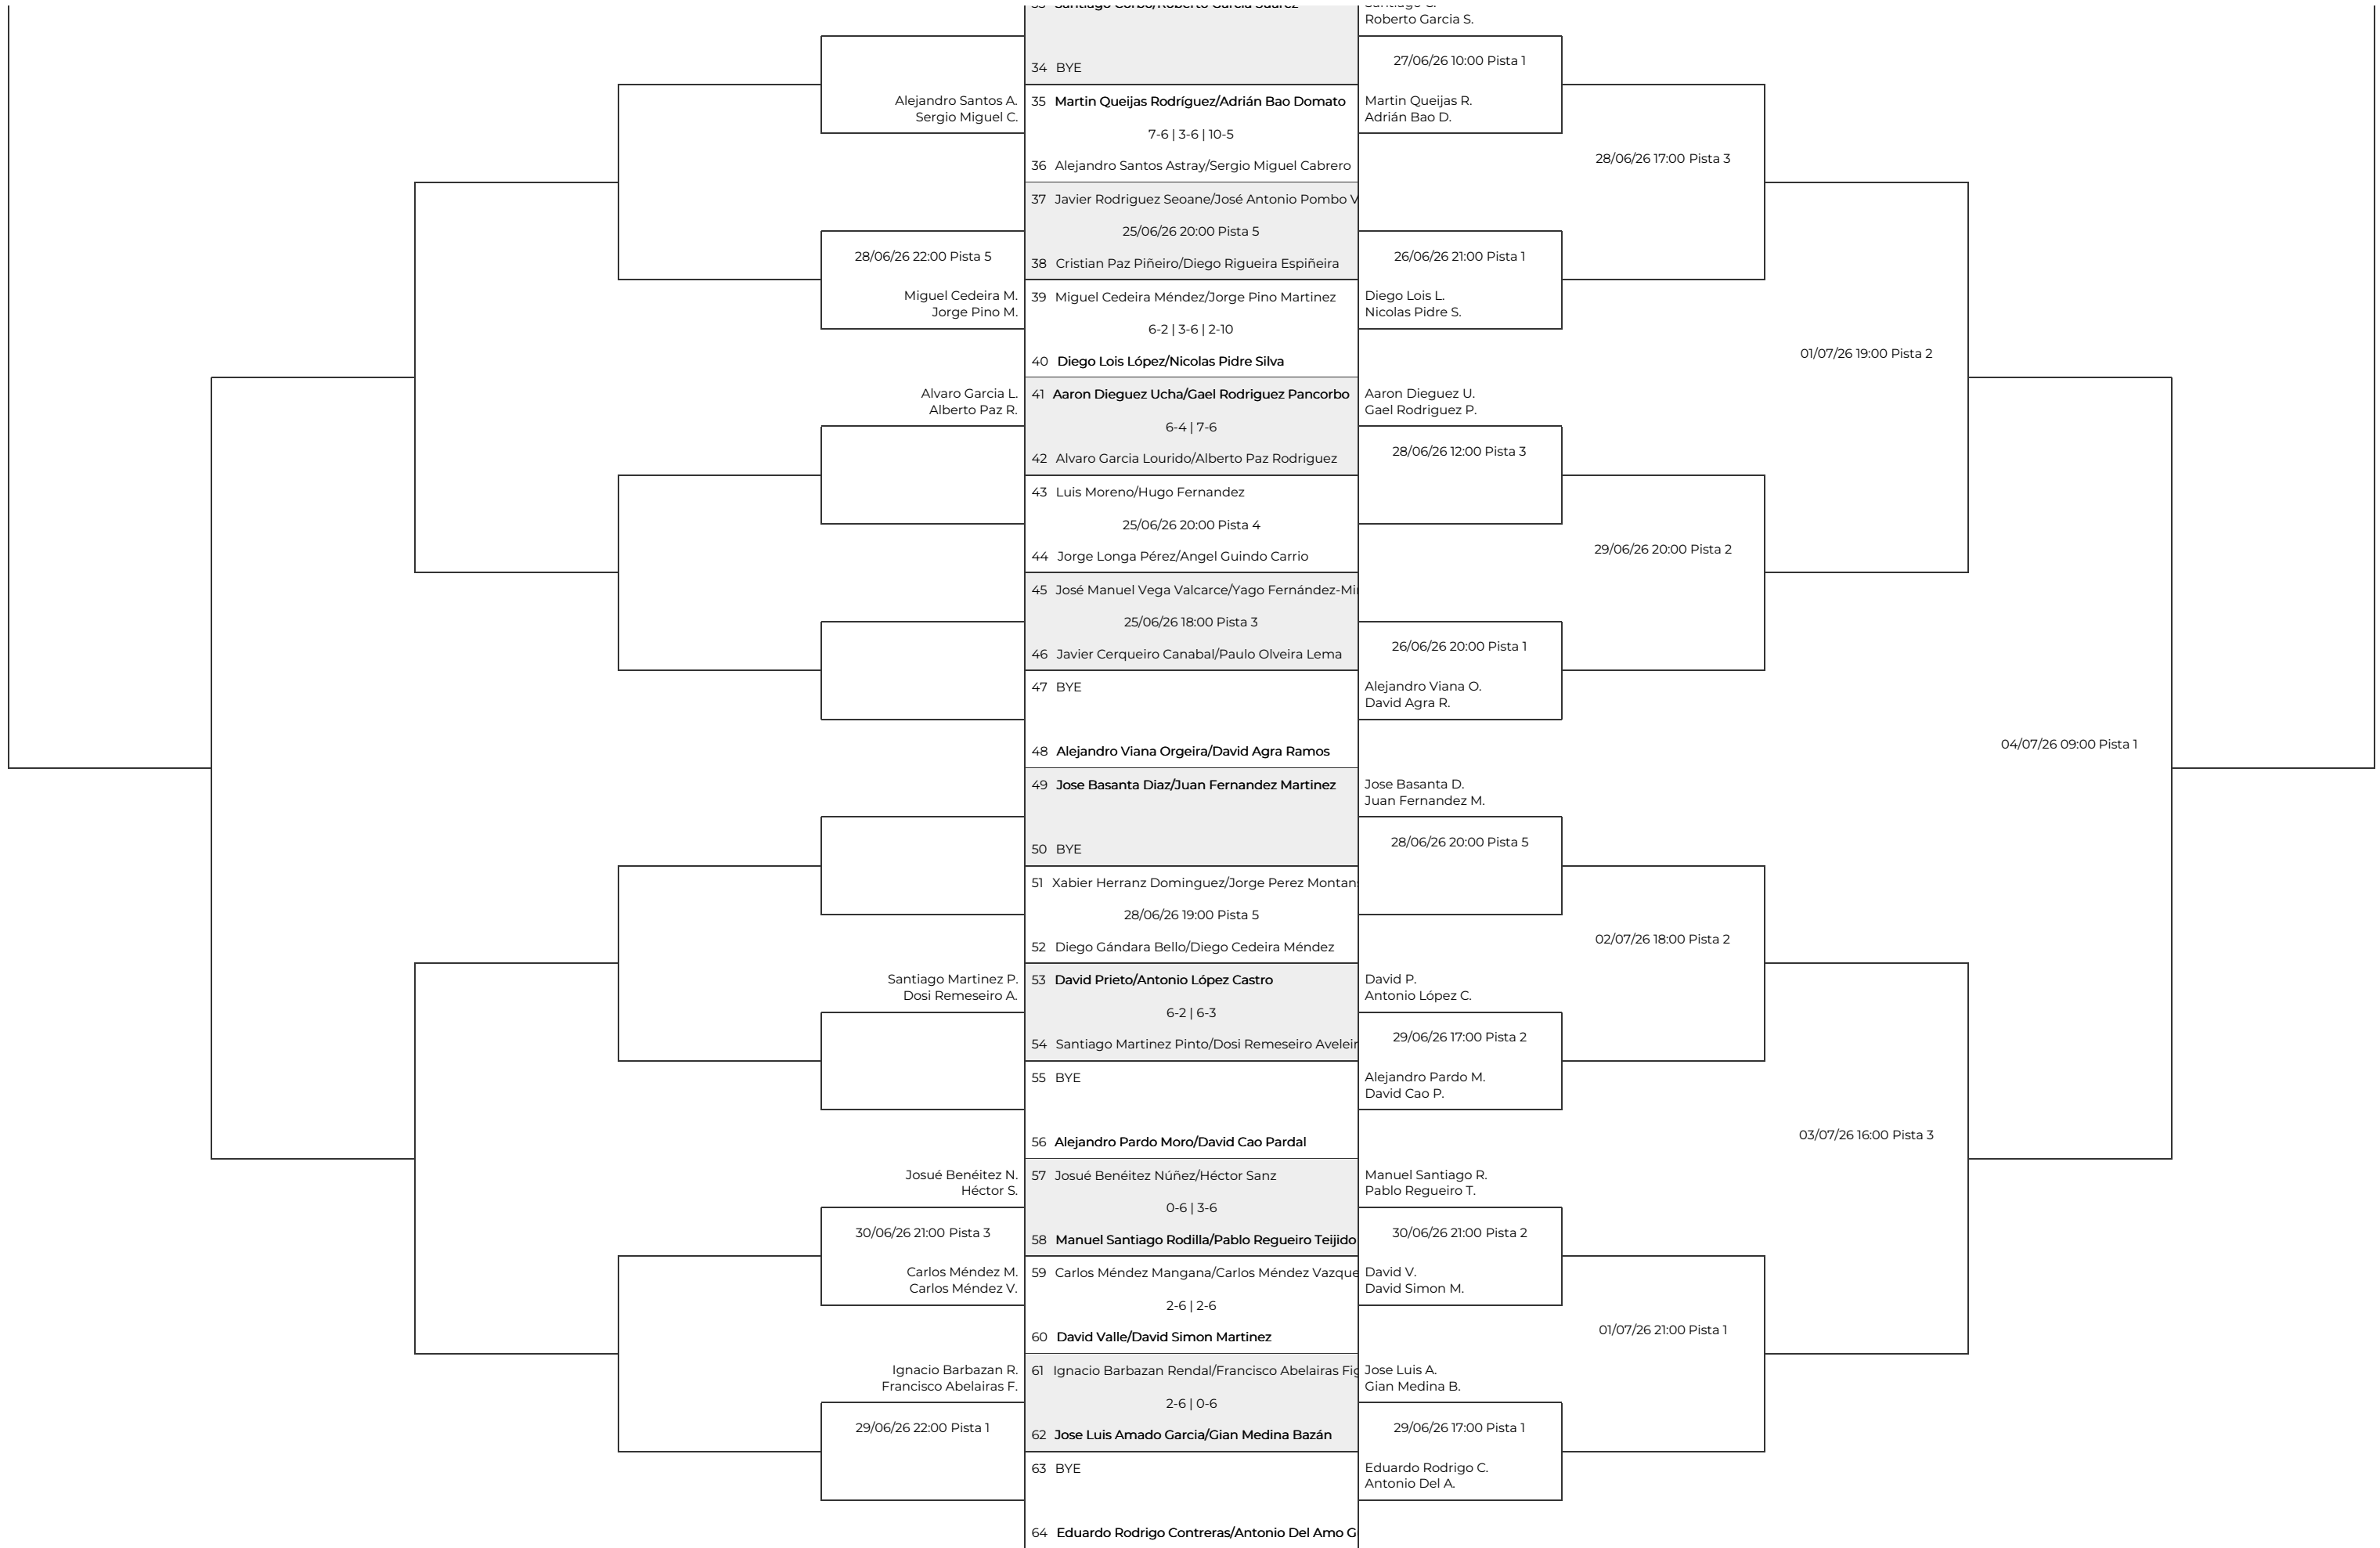 33 Santiago Corbo/Roberto García Suárez
34 BYE
35 Martin Queijas Rodríguez/Adrián Bao Domato
7-6 | 3-6 | 10-5
36 Alejandro Santos Astray/Sergio Miguel Cabrero
37 Javier Rodriguez Seoane/José Antonio Pombo V
25/06/26 20:00 Pista 5
38 Cristian Paz Piñeiro/Diego Rigueira Espiñeira
39 Miguel Cedeira Méndez/Jorge Pino Martinez
6-2 | 3-6 | 2-10
40 Diego Lois López/Nicolas Pidre Silva
41 Aaron Dieguez Ucha/Gael Rodriguez Pancorbo
6-4 | 7-6
42 Alvaro Garcia Lourido/Alberto Paz Rodriguez
43 Luis Moreno/Hugo Fernandez
25/06/26 20:00 Pista 4
44 Jorge Longa Pérez/Angel Guindo Carrio
45 José Manuel Vega Valcarce/Yago Fernández-Mi
25/06/26 18:00 Pista 3
46 Javier Cerqueiro Canabal/Paulo Olveira Lema
47 BYE
48 Alejandro Viana Orgeira/David Agra Ramos
49 Jose Basanta Diaz/Juan Fernandez Martinez
50 BYE
51 Xabier Herranz Dominguez/Jorge Perez Montan
28/06/26 19:00 Pista 5
52 Diego Gándara Bello/Diego Cedeira Méndez
53 David Prieto/Antonio López Castro
6-2 | 6-3
54 Santiago Martinez Pinto/Dosi Remeseiro Aveleir
55 BYE
56 Alejandro Pardo Moro/David Cao Pardal
57 Josué Benéitez Núñez/Héctor Sanz
0-6 | 3-6
58 Manuel Santiago Rodilla/Pablo Regueiro Teijido
59 Carlos Méndez Mangana/Carlos Méndez Vazque
2-6 | 2-6
60 David Valle/David Simon Martinez
61 Ignacio Barbazan Rendal/Francisco Abelairas Fig
2-6 | 0-6
62 Jose Luis Amado Garcia/Gian Medina Bazán
63 BYE
64 Eduardo Rodrigo Contreras/Antonio Del Amo G
Alejandro Santos A.
Sergio Miguel C.
28/06/26 22:00 Pista 5
Miguel Cedeira M.
Jorge Pino M.
Alvaro Garcia L.
Alberto Paz R.
Santiago Martinez P.
Dosi Remeseiro A.
Josué Benéitez N.
Héctor S.
30/06/26 21:00 Pista 3
Carlos Méndez M.
Carlos Méndez V.
Ignacio Barbazan R.
Francisco Abelairas F.
29/06/26 22:00 Pista 1
Santiago C.
Roberto Garcia S.
27/06/26 10:00 Pista 1
Martin Queijas R.
Adrián Bao D.
26/06/26 21:00 Pista 1
Diego Lois L.
Nicolas Pidre S.
Aaron Dieguez U.
Gael Rodriguez P.
28/06/26 12:00 Pista 3
26/06/26 20:00 Pista 1
Alejandro Viana O.
David Agra R.
Jose Basanta D.
Juan Fernandez M.
28/06/26 20:00 Pista 5
David P.
Antonio López C.
29/06/26 17:00 Pista 2
Alejandro Pardo M.
David Cao P.
Manuel Santiago R.
Pablo Regueiro T.
30/06/26 21:00 Pista 2
David V.
David Simon M.
Jose Luis A.
Gian Medina B.
29/06/26 17:00 Pista 1
Eduardo Rodrigo C.
Antonio Del A.
28/06/26 17:00 Pista 3
29/06/26 20:00 Pista 2
02/07/26 18:00 Pista 2
01/07/26 21:00 Pista 1
01/07/26 19:00 Pista 2
03/07/26 16:00 Pista 3
04/07/26 09:00 Pista 1